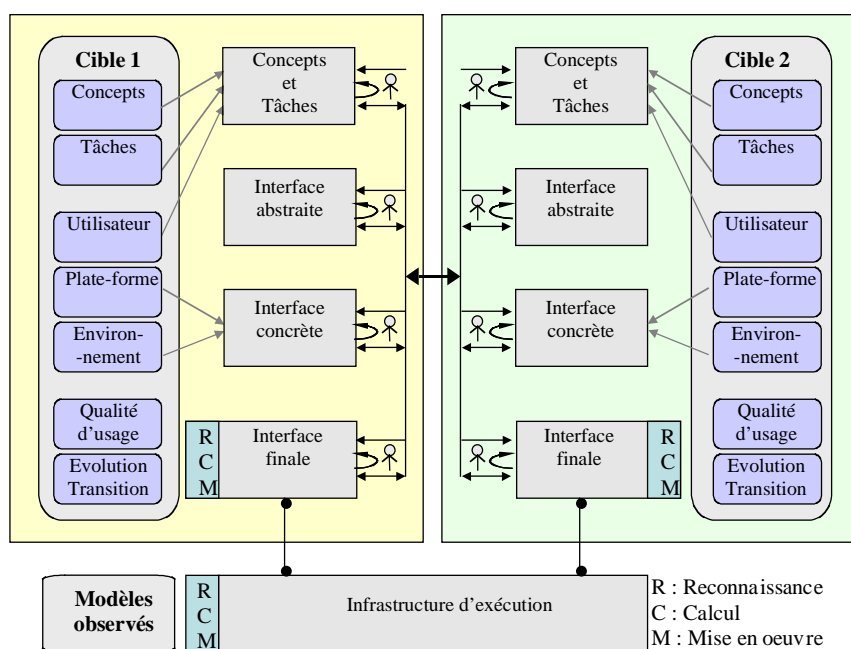 Cible 1
Concepts
Tâches
Utilisateur
Plate-forme
Environ-
-nement
Qualité
d'usage
Evolution
Transition
Concepts
et
Tâches
Interface
abstraite
Interface
concrète
R
C
M
Interface
finale
Concepts
et
Tâches
Interface
abstraite
Interface
concrète
Interface
finale
R
C
M
Cible 2
Concepts
Tâches
Utilisateur
Plate-forme
Environ-
-nement
Qualité
d'usage
Evolution
Transition
Modèles
observés
R
C
M
Infrastructure d'exécution
R : Reconnaissance
C : Calcul
M : Mise en oeuvre